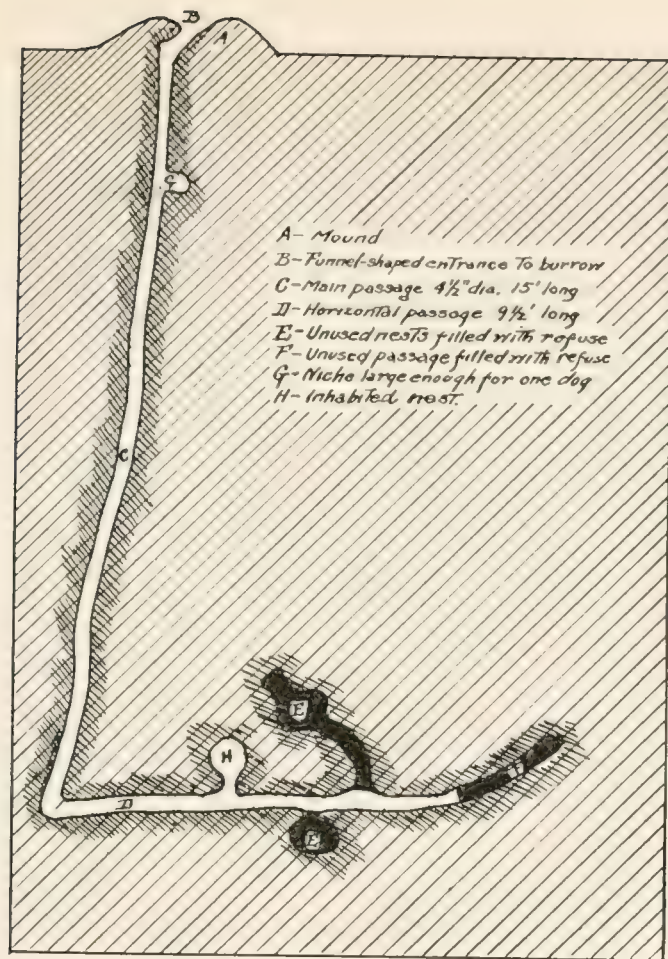 B
A
G
A- Mound
B- Funnel-shaped entrance To burrow
C- Main passage 4½" dia. 15' long
D- Horizontal passage 9½' long
E- Unused nests filled with refuse
F- Unused passage filled with refuse
G- Niche large enough for one dog
H- Inhabited nest.
C
E
H
D
E